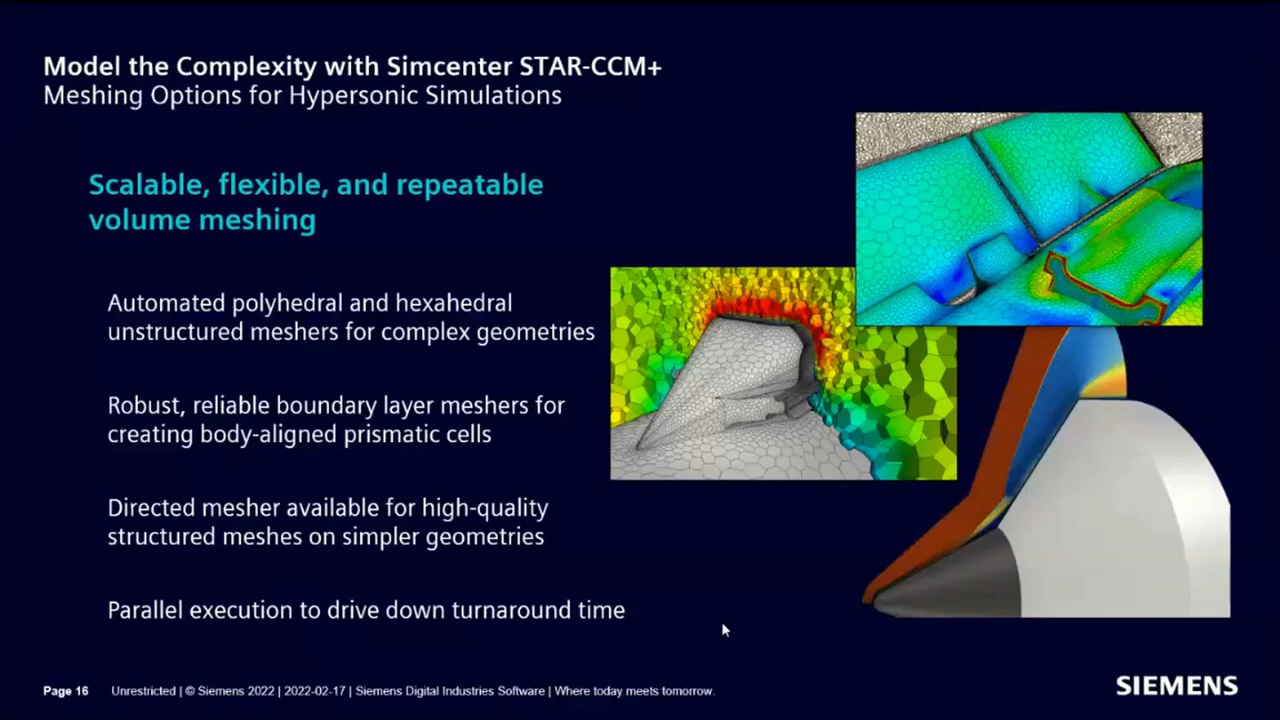 Model the Complexity with Simcenter STAR-CCM+
Meshing Options for Hypersonic Simulations
Scalable, flexible, and repeatable
volume meshing
Automated polyhedral and hexahedral
unstructured meshers for complex geometries
Robust, reliable boundary layer meshers for
creating body-aligned prismatic cells
Directed mesher available for high-quality
structured meshes on simpler geometries
Parallel execution to drive down turnaround time
Page 16 Unrestricted | © Siemens 2022 | 2022-02-17 | Siemens Digital Industries Software | Where today meets tomorrow.
SIEMENS